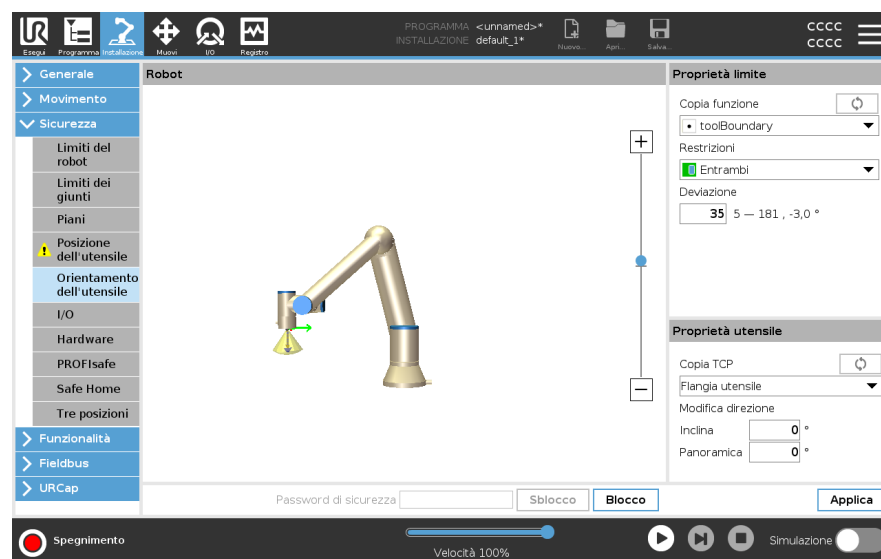 PROGRAMMA <unnamed>*
INSTALLAZIONE default_1*
Esegui
Programma
Installazione
Muovi
I/O
Registro
Nuovo...
Apri...
Salva...
cccc
cccc
Generale
Movimento
Sicurezza
Limiti del
robot
Limiti dei
giunti
Piani
Posizione
dell'utensile
Orientamento
dell'utensile
I/O
Hardware
PROFIsafe
Safe Home
Tre posizioni
Funzionalità
Fieldbus
URCap
Robot
Proprietà limite
Copia funzione
toolBoundary
Restrizioni
Entrambi
Deviazione
35 5 — 181 , -3,0 °
Proprietà utensile
Copia TCP
Flangia utensile
Modifica direzione
Inclina 0 °
Panoramica 0 °
Password di sicurezza Sblocco Blocco
Applica
Spegnimento
Velocità 100%
Simulazione